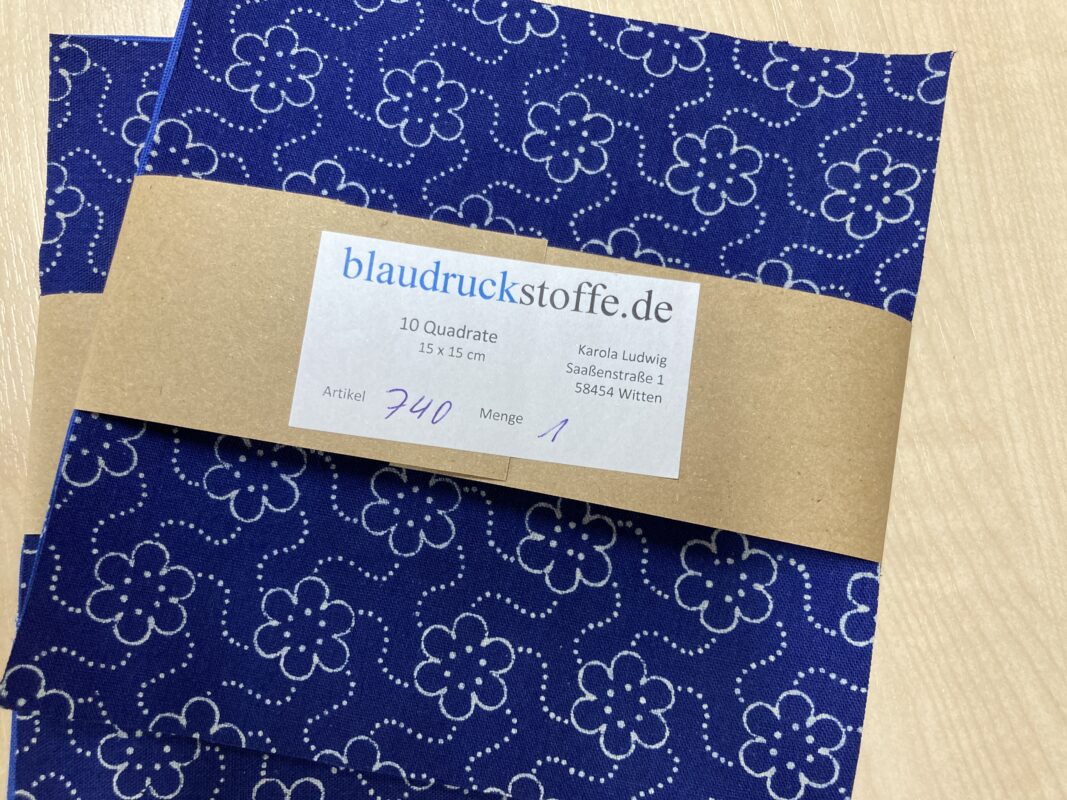 blaudruckstoffe.de
10 Quadrate
15 x 15 cm
Karola Ludwig
Saaßenstraße 1
58454 Witten
Artikel 740 Menge 1